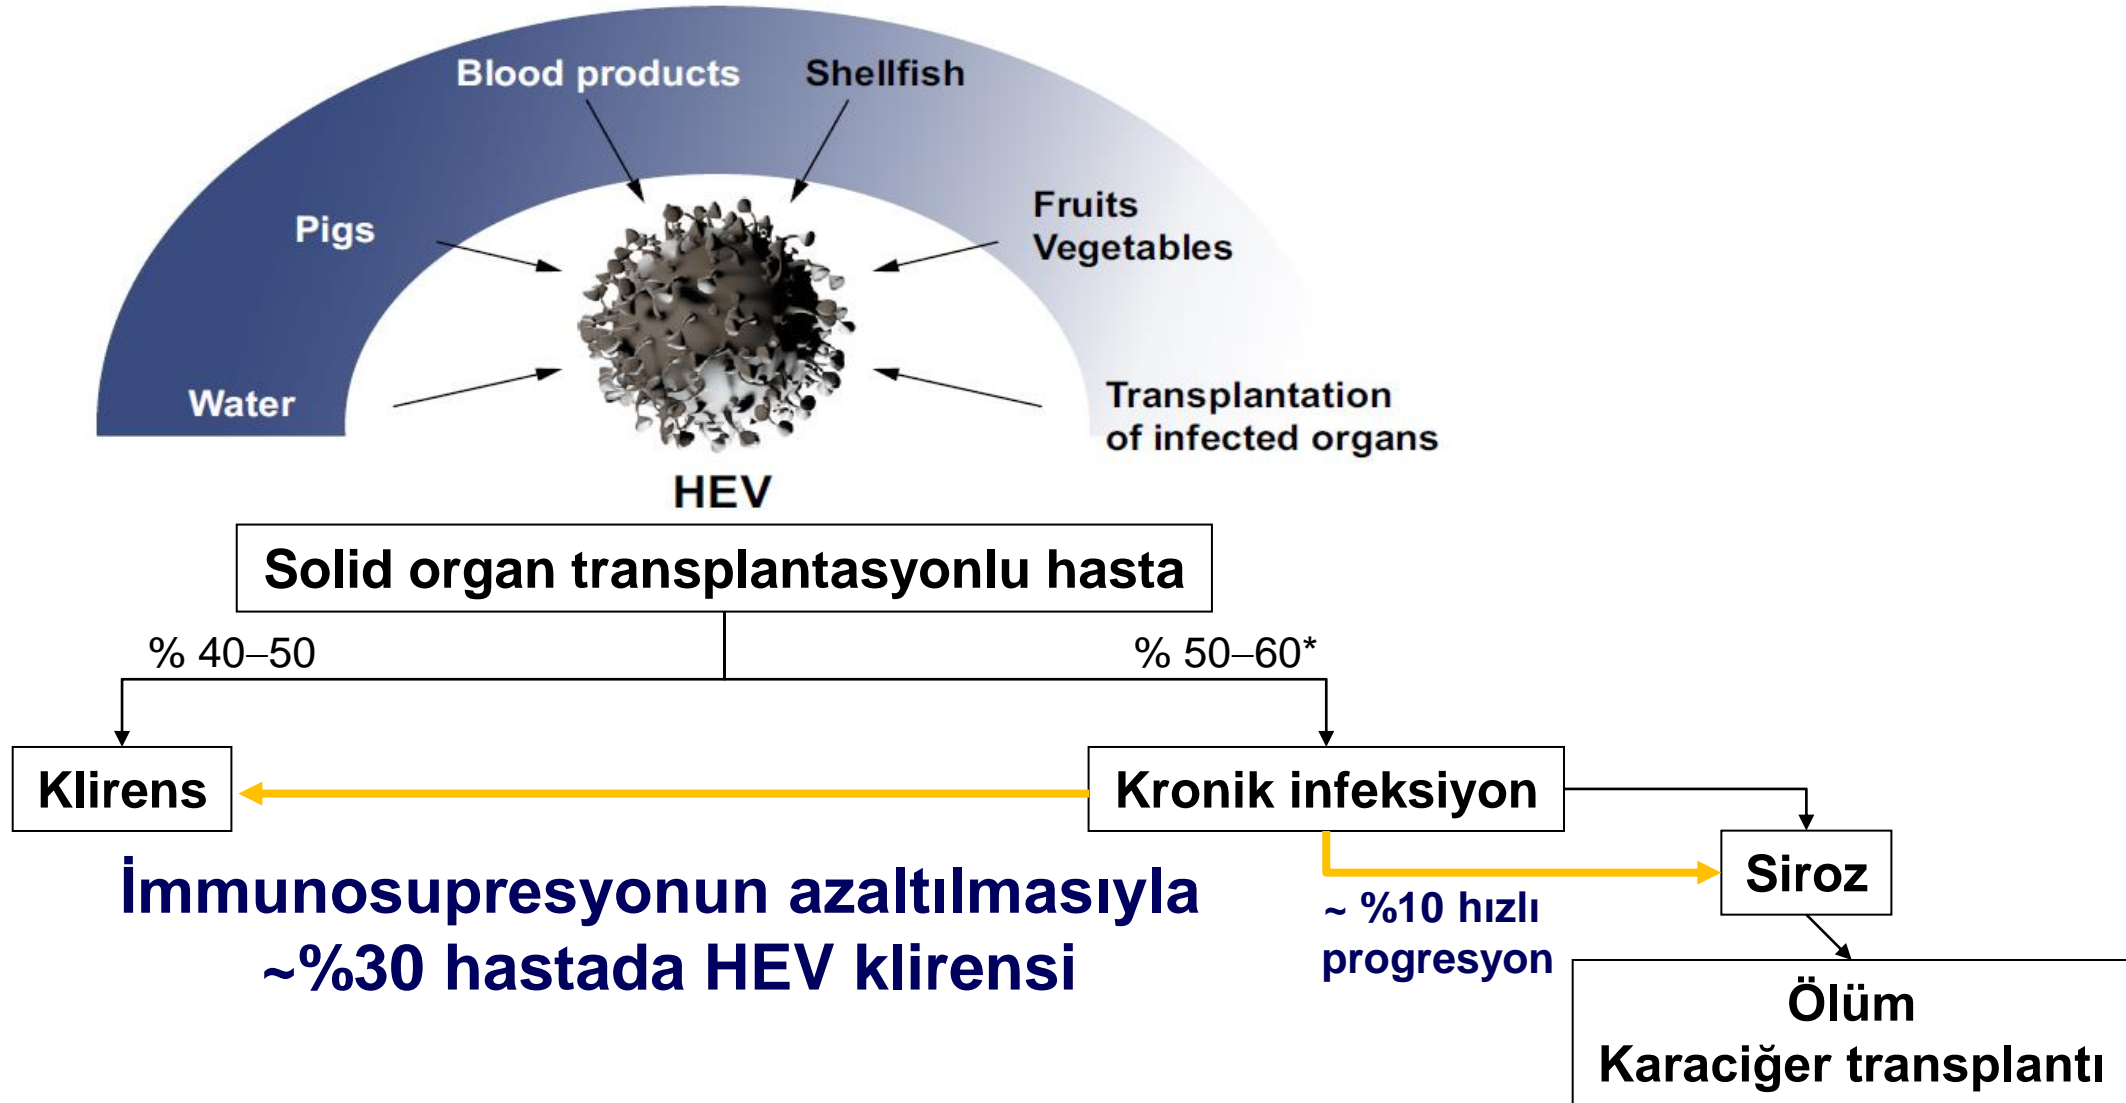 Blood products
Shellfish
Pigs
Fruits
Vegetables
Water
Transplantation
of infected organs
HEV
Solid organ transplantasyonlu hasta
% 40–50
% 50–60*
Klirens
Kronik infeksiyon
Siroz
İmmunosupresyonun azaltılmasıyla
~%30 hastada HEV klirensi
~ %10 hızlı
progresyon
Ölüm
Karaciğer transplantı